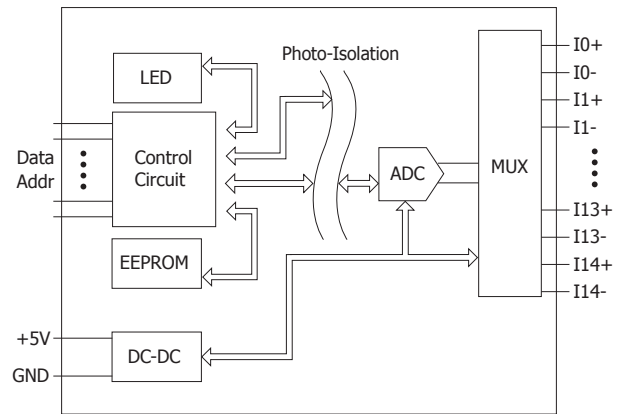 Photo-Isolation
LED
Data
Addr
Control
Circuit
EEPROM
+5V
GND
DC-DC
ADC
MUX
I0+
I0-
I1+
I1-
I13+
I13-
I14+
I14-